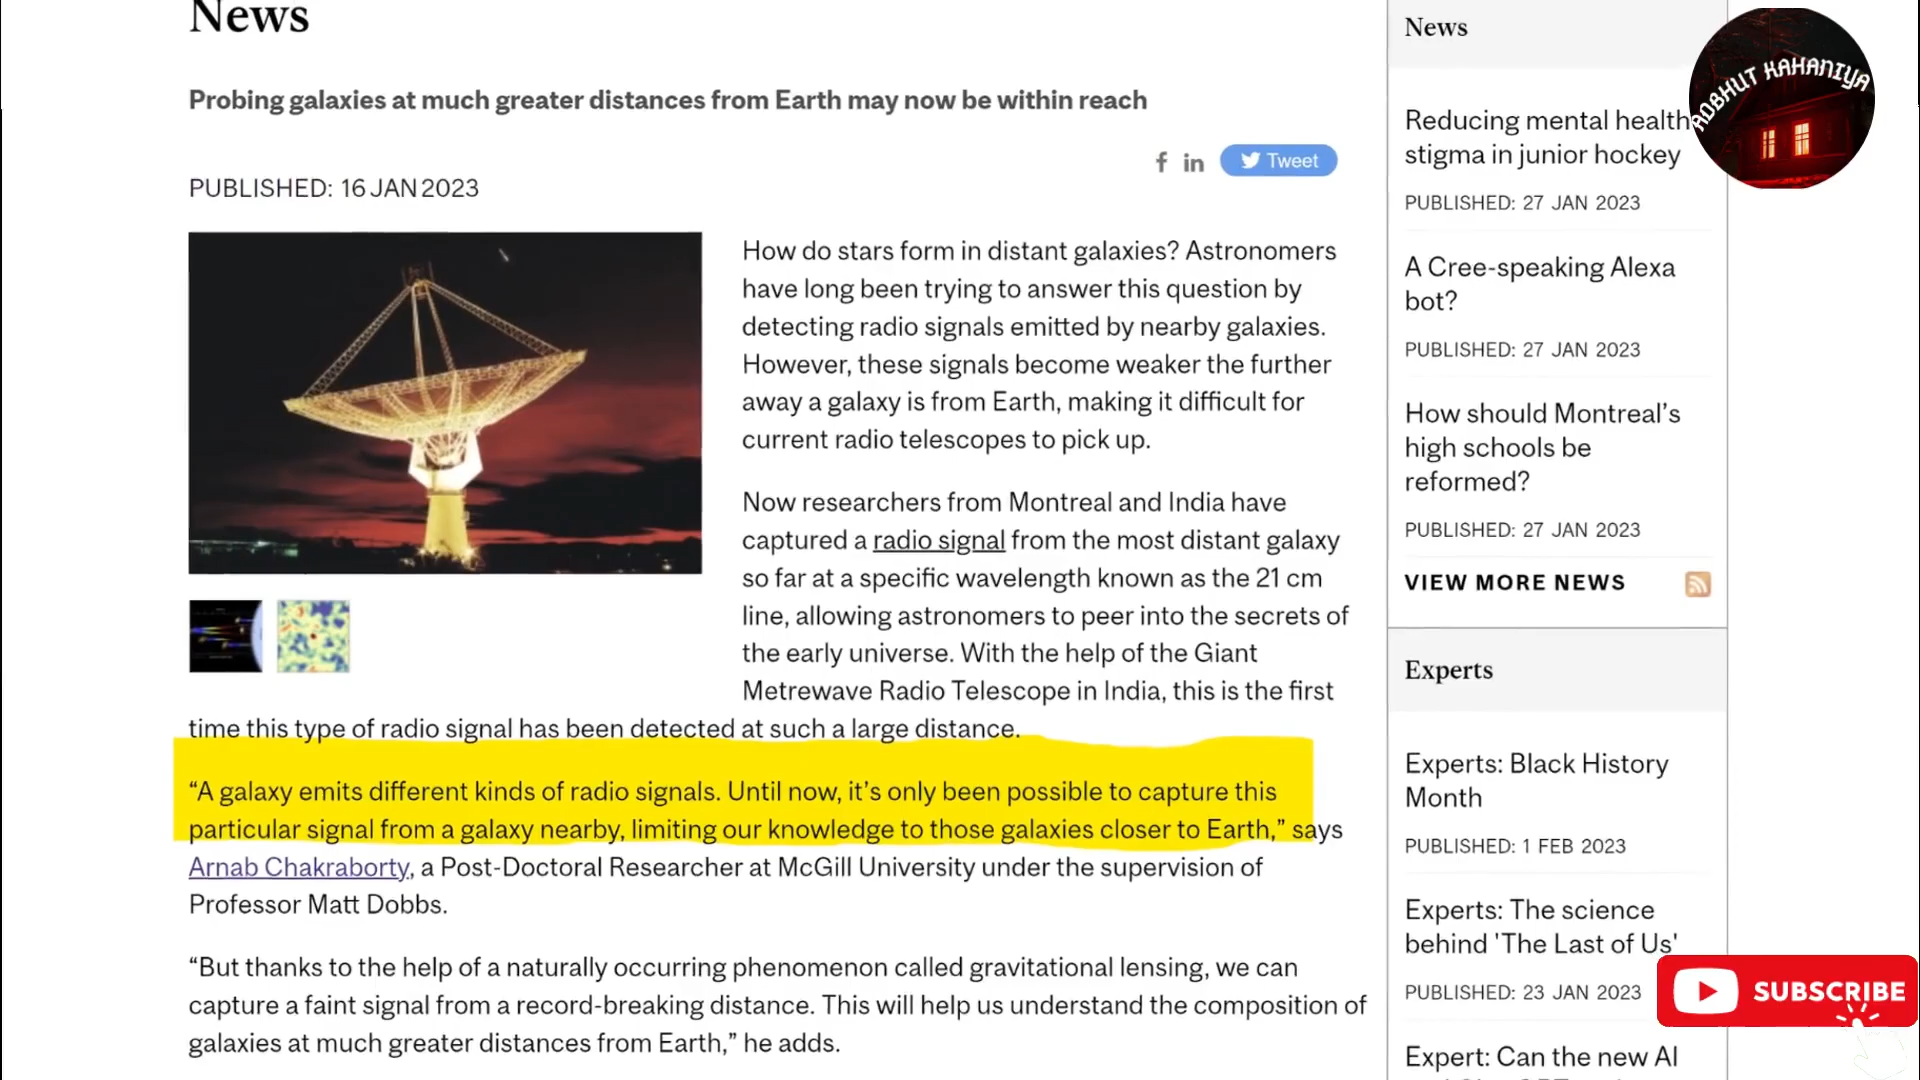 News
Probing galaxies at much greater distances from Earth may now be within reach
Tweet
PUBLISHED: 16 JAN 2023
How do stars form in distant galaxies? Astronomers
have long been trying to answer this question by
detecting radio signals emitted by nearby galaxies.
However, these signals become weaker the further
away a galaxy is from Earth, making it difficult for
current radio telescopes to pick up.
Now researchers from Montreal and India have
captured a radio signal from the most distant galaxy
so far at a specific wavelength known as the 21 cm
line, allowing astronomers to peer into the secrets of
the early universe. With the help of the Giant
Metrewave Radio Telescope in India, this is the first
time this type of radio signal has been detected at such a large distance.
“A galaxy emits different kinds of radio signals. Until now, it’s only been possible to capture this
particular signal from a galaxy nearby, limiting our knowledge to those galaxies closer to Earth,” says
Arnab Chakraborty, a Post-Doctoral Researcher at McGill University under the supervision of
Professor Matt Dobbs.
“But thanks to the help of a naturally occurring phenomenon called gravitational lensing, we can
capture a faint signal from a record-breaking distance. This will help us understand the composition of
galaxies at much greater distances from Earth,” he adds.
News
Reducing mental health
stigma in junior hockey
PUBLISHED: 27 JAN 2023
A Cree-speaking Alexa
bot?
PUBLISHED: 27 JAN 2023
How should Montreal’s
high schools be
reformed?
PUBLISHED: 27 JAN 2023
VIEW MORE NEWS
Experts
Experts: Black History
Month
PUBLISHED: 1 FEB 2023
Experts: The science
behind 'The Last of Us'
PUBLISHED: 23 JAN 2023
Expert: Can the new AI
ADBHUT KAHANIYA
SUBSCRIBE